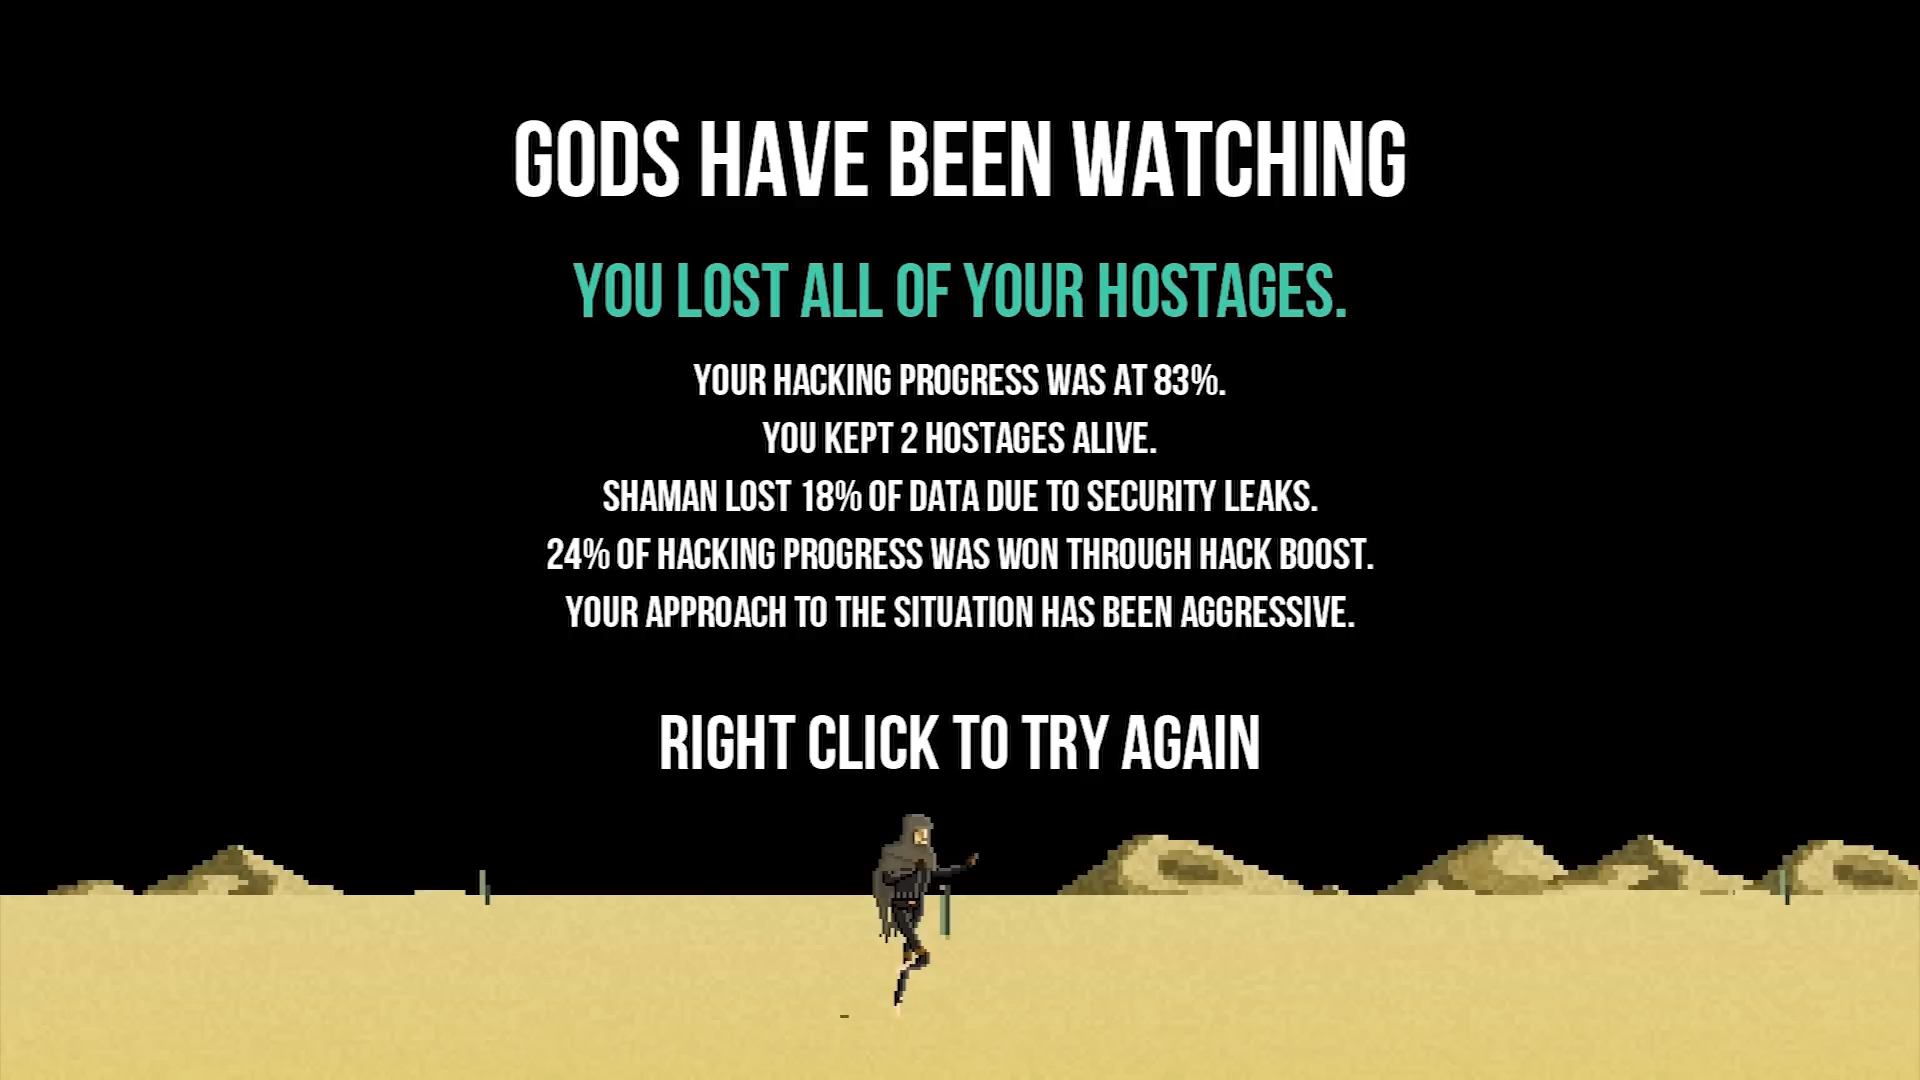 GODS HAVE BEEN WATCHING
YOU LOST ALL OF YOUR HOSTAGES.
YOUR HACKING PROGRESS WAS AT 83%.
YOU KEPT 2 HOSTAGES ALIVE.
SHAMAN LOST 18% OF DATA DUE TO SECURITY LEAKS.
24% OF HACKING PROGRESS WAS WON THROUGH HACK BOOST.
YOUR APPROACH TO THE SITUATION HAS BEEN AGGRESSIVE.
RIGHT CLICK TO TRY AGAIN